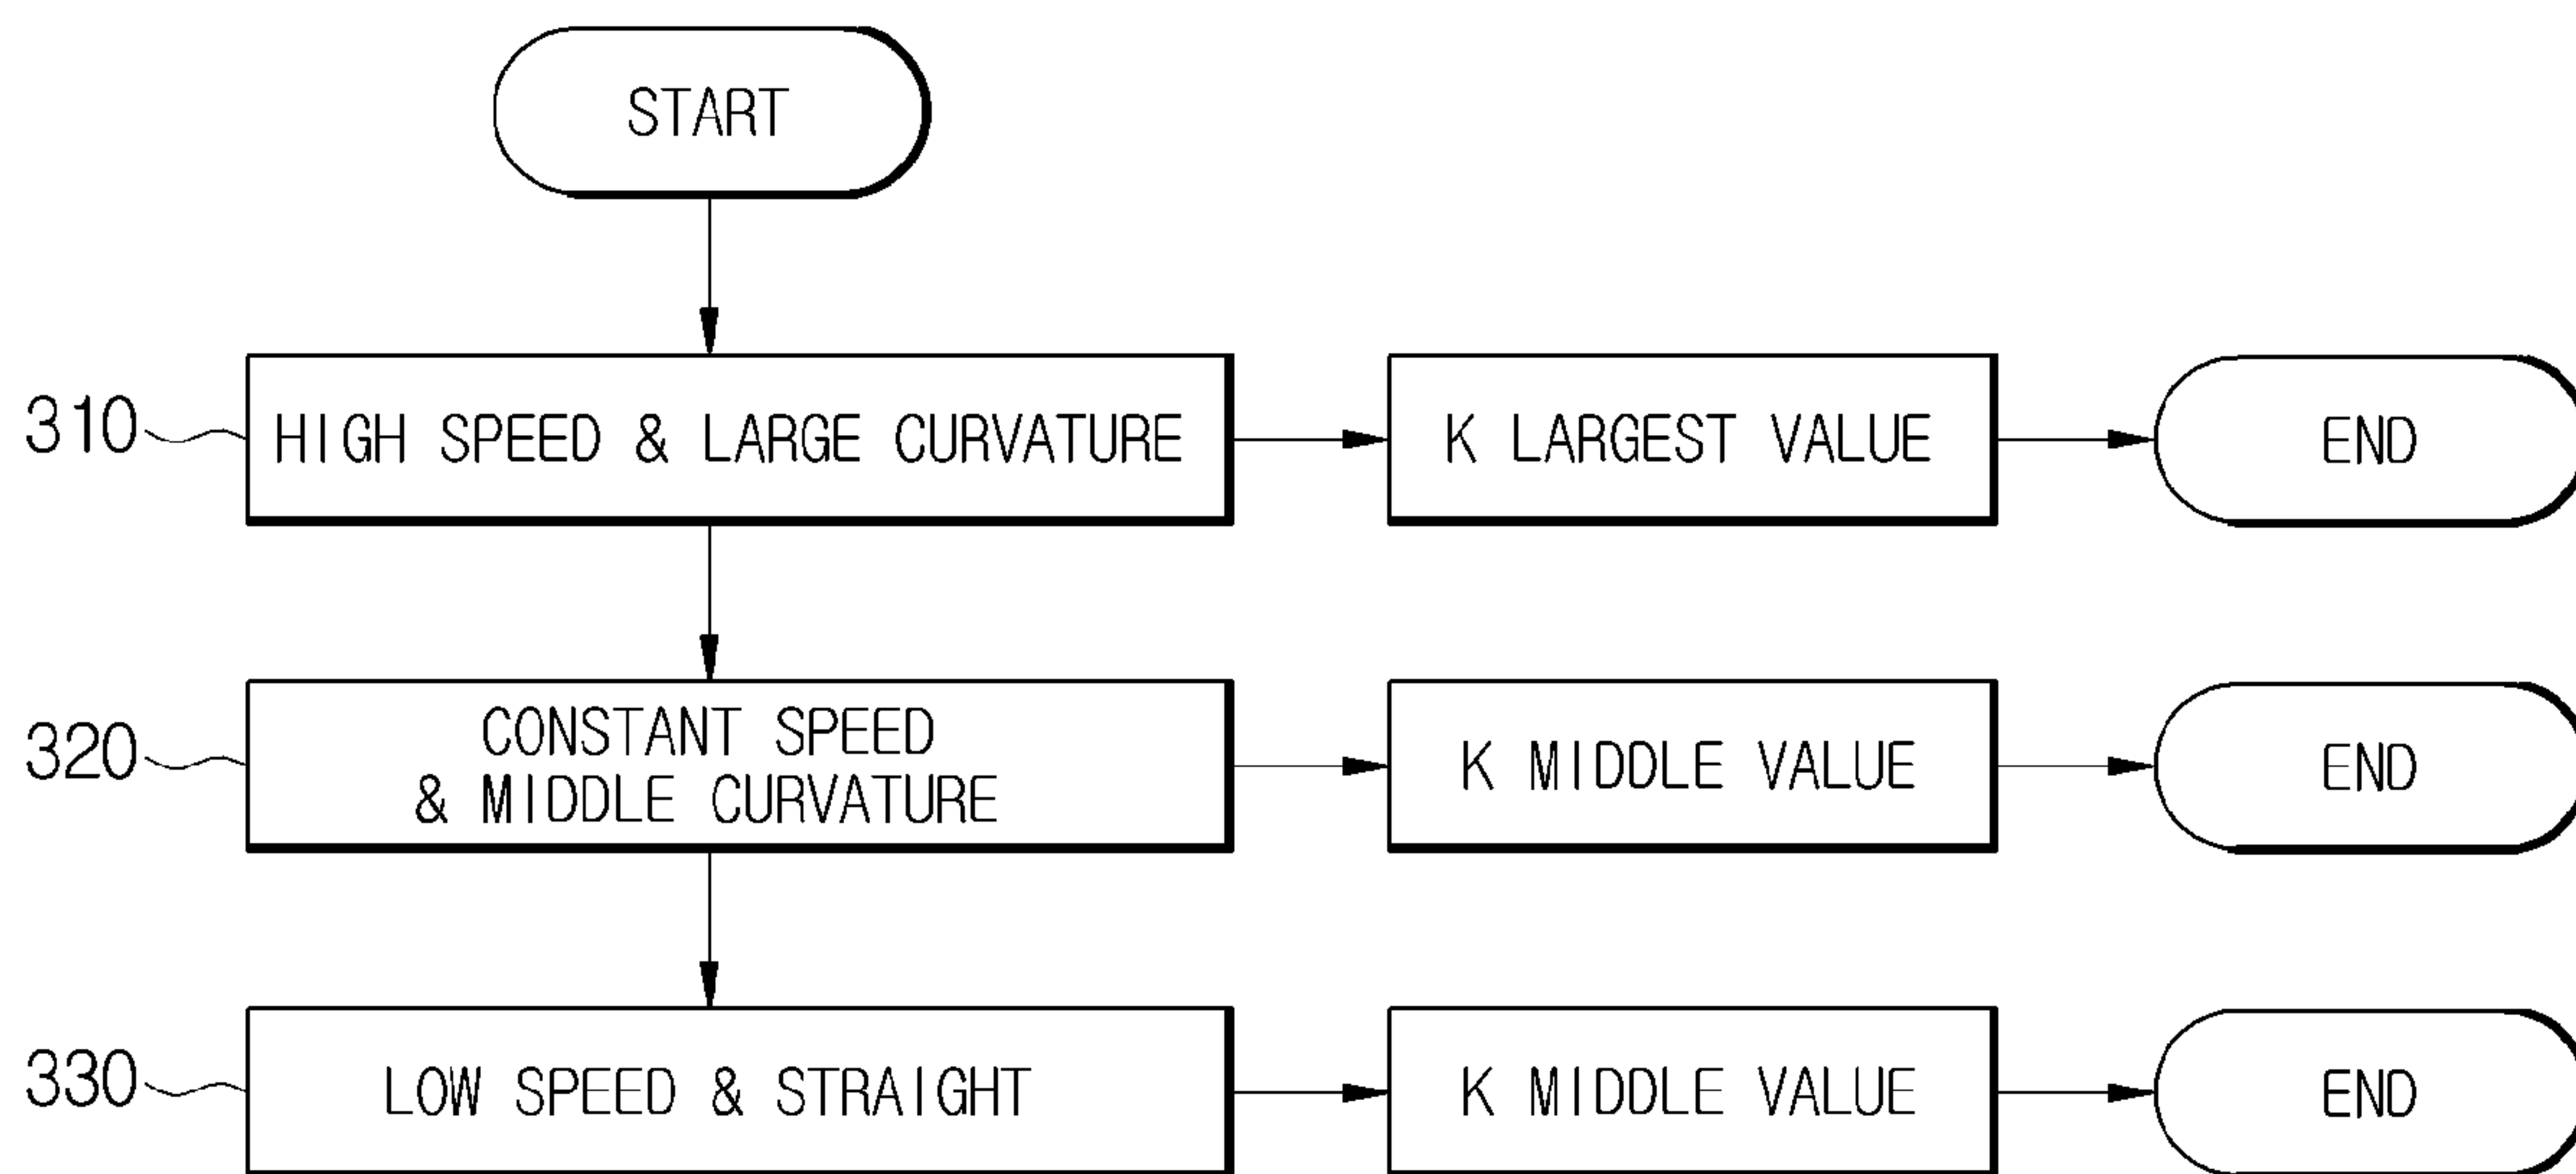 START
310 HIGH SPEED & LARGE CURVATURE K LARGEST VALUE END
320 CONSTANT SPEED
& MIDDLE CURVATURE K MIDDLE VALUE END
330 LOW SPEED & STRAIGHT K MIDDLE VALUE END